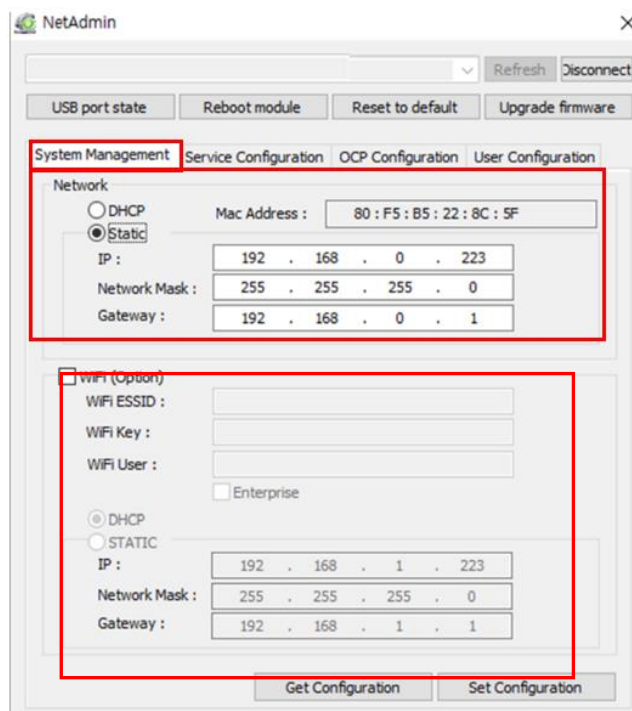 NetAdmin
Refresh Disconnect
USB port state Reboot module Reset to default Upgrade firmware
System Management Service Configuration OCP Configuration User Configuration
Network
DHCP Mac Address : 80 : F5 : B5 : 22 : 8C : 5F
Static
IP : 192 . 168 . 0 . 223
Network Mask : 255 . 255 . 255 . 0
Gateway : 192 . 168 . 0 . 1
WiFi (Option)
WiFi ESSID :
WiFi Key :
WiFi User :
Enterprise
DHCP
STATIC
IP : 192 . 168 . 1 . 223
Network Mask : 255 . 255 . 255 . 0
Gateway : 192 . 168 . 1 . 1
Get Configuration Set Configuration